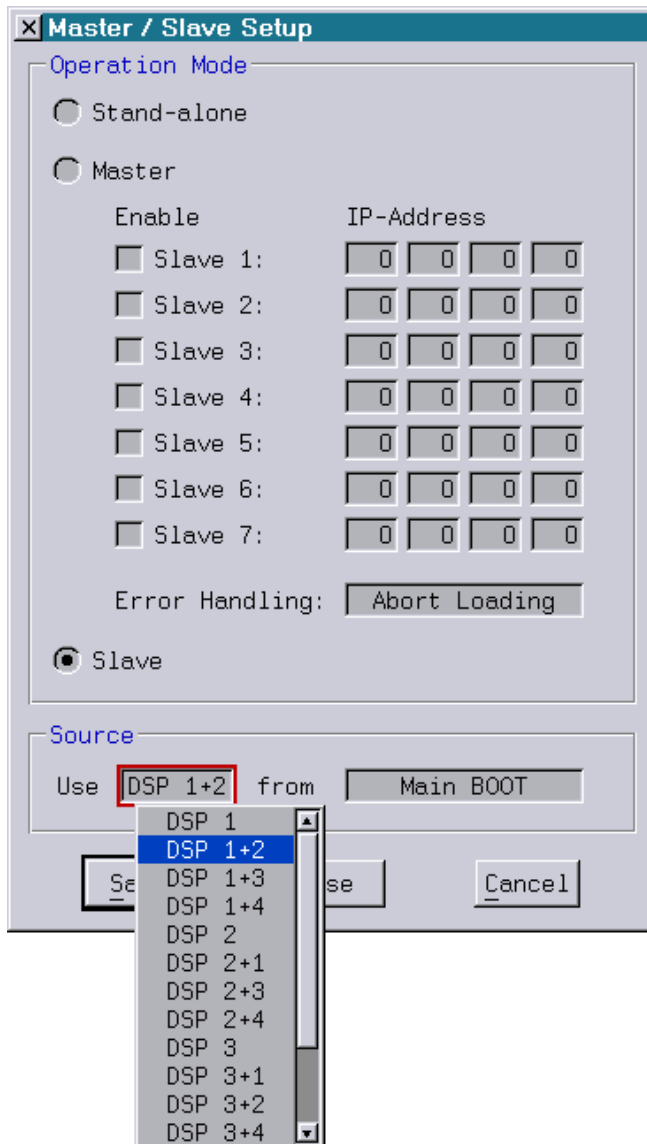 Master / Slave Setup
Operation Mode
Stand-alone
Master
Enable IP-Address
Slave 1: 0 0 0 0
Slave 2: 0 0 0 0
Slave 3: 0 0 0 0
Slave 4: 0 0 0 0
Slave 5: 0 0 0 0
Slave 6: 0 0 0 0
Slave 7: 0 0 0 0
Error Handling: Abort Loading
Slave
Source
Use DSP 1+2 from Main BOOT
DSP 1
DSP 1+2
DSP 1+3
DSP 1+4
DSP 2
DSP 2+1
DSP 2+3
DSP 2+4
DSP 3
DSP 3+1
DSP 3+2
DSP 3+4
Sa se Cancel